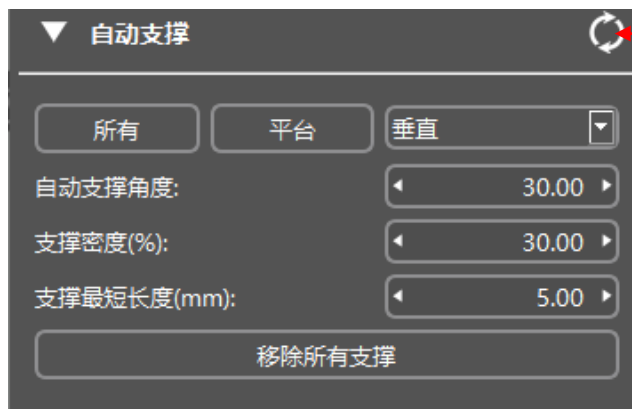 自动支撑
所有 平台 垂直
自动支撑角度: 30.00
支撑密度(%): 30.00
支撑最短长度(mm): 5.00
移除所有支撑